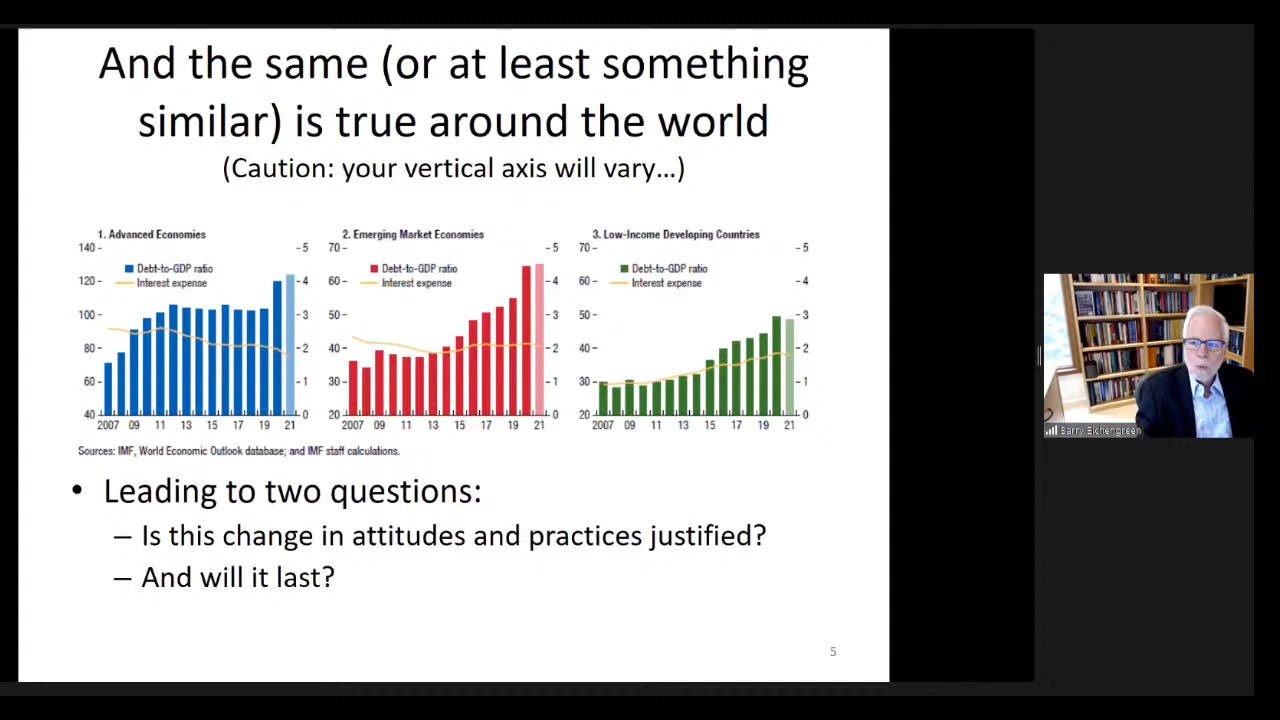 And the same (or at least something
similar) is true around the world
(Caution: your vertical axis will vary…)
1. Advanced Economies
140 5
Debt-to-GDP ratio
Interest expense
120 4
100 3
80 2
60 1
40 0
2007 09 11 13 15 17 19 21
2. Emerging Market Economies
70 5
Debt-to-GDP ratio
Interest expense
60 4
50 3
40 2
30 1
20 0
2007 09 11 13 15 17 19 21
3. Low-Income Developing Countries
70 5
Debt-to-GDP ratio
Interest expense
60 4
50 3
40 2
30 1
20 0
2007 09 11 13 15 17 19 21
Sources: IMF, World Economic Outlook database; and IMF staff calculations.
• Leading to two questions:
– Is this change in attitudes and practices justified?
– And will it last?
5
Barry Eichengreen